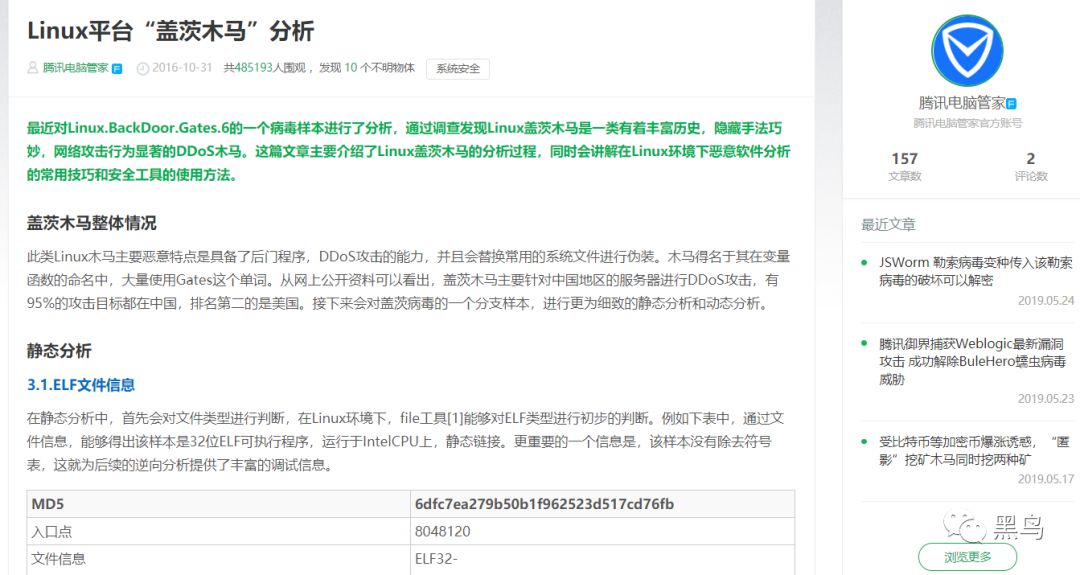 Linux平台“盖茨木马”分析
腾讯电脑管家 2016-10-31 共485193人围观 ，发现 10 个不明物体 系统安全
最近对Linux.BackDoor.Gates.6的一个病毒样本进行了分析，通过调查发现Linux盖茨木马是一类有着丰富历史，隐藏手法巧
妙，网络攻击行为显著的DDoS木马。这篇文章主要介绍了Linux盖茨木马的分析过程，同时会讲解在Linux环境下恶意软件分析
的常用技巧和安全工具的使用方法。
盖茨木马整体情况
此类Linux木马主要恶意特点是具备了后门程序，DDoS攻击的能力，并且会替换常用的系统文件进行伪装。木马得名于其在变量
函数的命名中，大量使用Gates这个单词。从网上公开资料可以看出，盖茨木马主要针对中国地区的服务器进行DDoS攻击，有
95%的攻击目标都在中国，排名第二的是美国。接下来会对盖茨病毒的一个分支样本，进行更为细致的静态分析和动态分析。
静态分析
3.1.ELF文件信息
在静态分析中，首先会对文件类型进行判断，在Linux环境下，file工具[1]能够对ELF类型进行初步的判断。例如下表中，通过文
件信息，能够得出该样本是32位ELF可执行程序，运行于IntelCPU上，静态链接。更重要的一个信息是，该样本没有除去符号
表，这就为后续的逆向分析提供了丰富的调试信息。
MD5 6dfc7ea279b50b1f962523d517cd76fb
入口点 8048120
文件信息 ELF32-
腾讯电脑管家
腾讯电脑管家官方账号
157 2
文章数 评论数
最近文章
JSWorm 勒索病毒变种传入该勒索
病毒的破坏可以解密
2019.05.24
腾讯御界捕获Weblogic最新漏洞
攻击 成功解除BuleHero蠕虫病毒
威胁
2019.05.23
受比特币等加密币爆涨诱惑，“匿
影”挖矿木马同时挖两种矿
2019.05.17
黑鸟
浏览更多